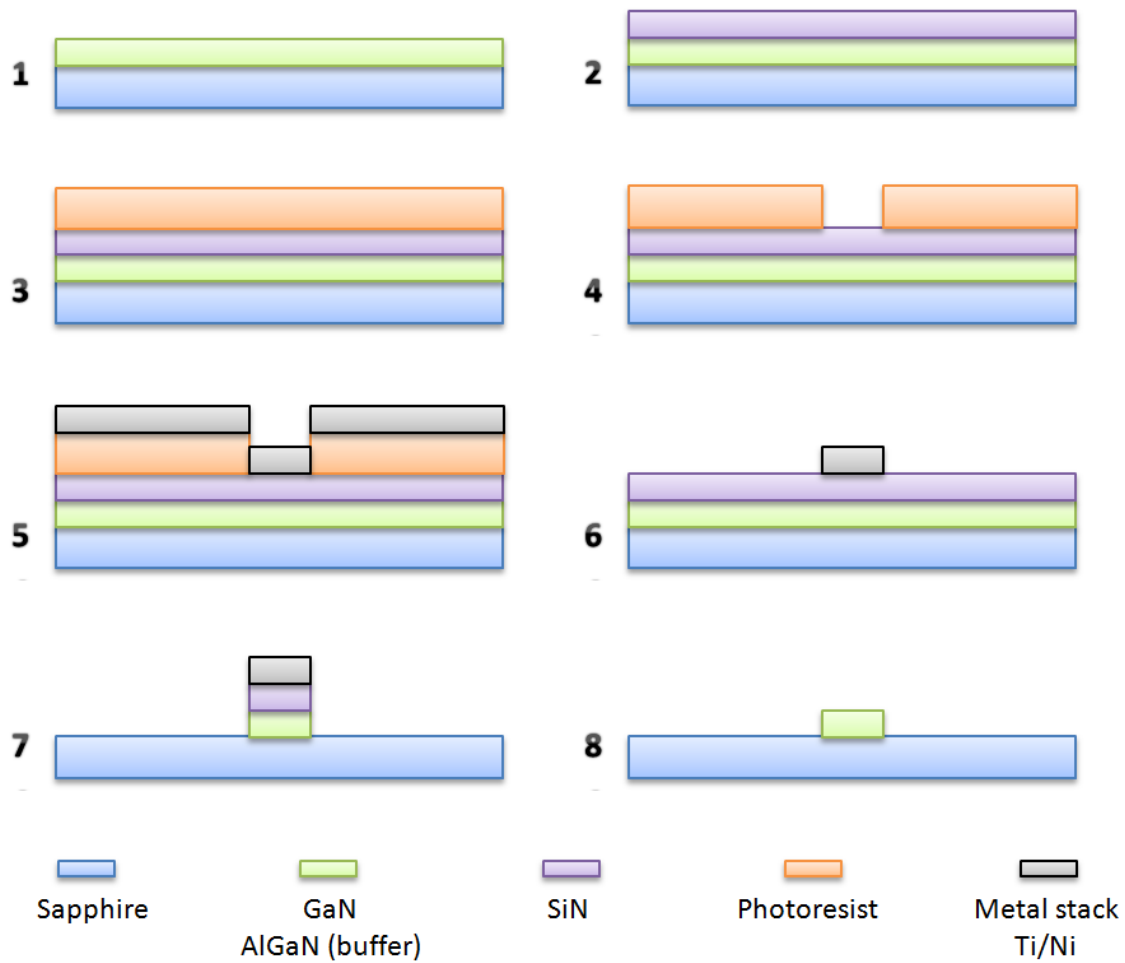 1
2
3
4
5
6
7
8
Sapphire
GaN
AlGaN (buffer)
SiN
Photoresist
Metal stack
Ti/Ni